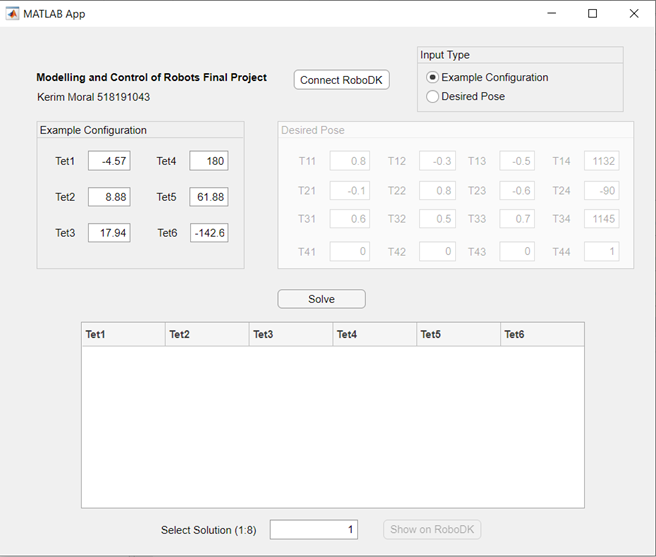 MATLAB App
Modelling and Control of Robots Final Project
Kerim Moral 518191043
Connect RoboDK
Input Type
Example Configuration
Desired Pose
Example Configuration
Tet1 -4.57 Tet4 180
Tet2 8.88 Tet5 61.88
Tet3 17.94 Tet6 -142.6
Desired Pose
T11 0.8 T12 -0.3 T13 -0.5 T14 1132
T21 -0.1 T22 0.8 T23 -0.6 T24 -90
T31 0.6 T32 0.5 T33 0.7 T34 1145
T41 0 T42 0 T43 0 T44 1
Solve
Tet1 Tet2 Tet3 Tet4 Tet5 Tet6
Select Solution (1:8) 1 Show on RoboDK